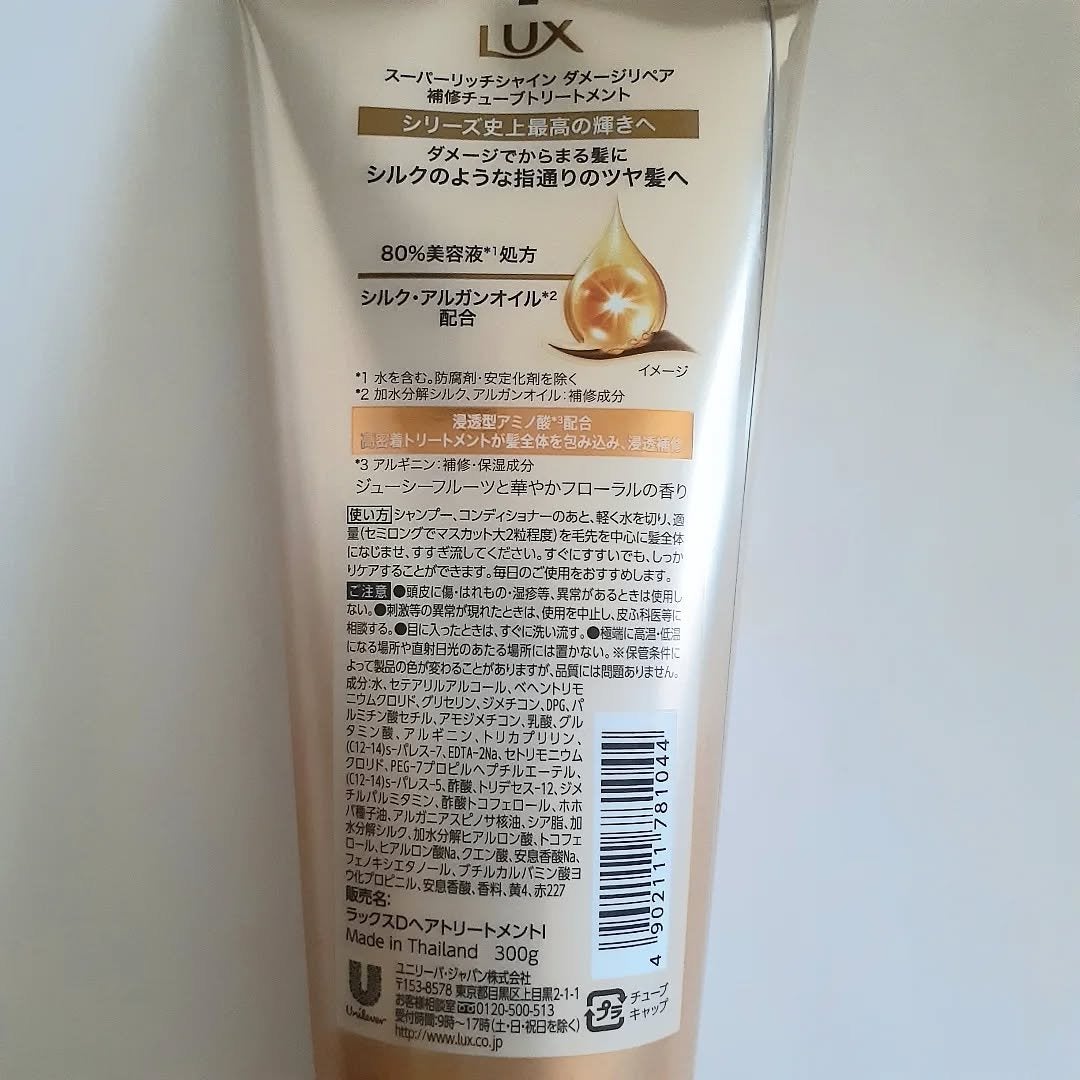 LUX
スーパーリッチシャイン ダメージリペア
補修チューブトリートメント
シリーズ史上最高の輝きへ
ダメージでからまる髪に
シルクのような指通りのツヤ髪へ
80%美容液*1処方
シルク・アルガンオイル*2
配合
イメージ
*1 水を含む。防腐剤・安定化剤を除く
*2 加水分解シルク、アルガンオイル:補修成分
浸透型アミノ酸*3配合
高密着トリートメントが髪全体を包み込み、浸透補修
*3 アルギニン:補修・保湿成分
ジューシーフルーツと華やかフローラルの香り
使い方 シャンプー、コンディショナーのあと、軽く水を切り、適
量(セミロングでマスカット大2粒程度)を毛先を中心に髪全体
になじませ、すすぎ流してください。すぐにすすいでも、しっか
りケアすることができます。毎日のご使用をおすすめします。
ご注意 ●頭皮に傷・はれもの・湿疹等、異常があるときは使用し
ない。●刺激等の異常が現れたときは、使用を中止し、皮ふ科医等に
相談する。●目に入ったときは、すぐに洗い流す。●極端に高温・低温
になる場所や直射日光のあたる場所には置かない。※保管条件に
よって製品の色が変わることがありますが、品質には問題ありません。
成分:水、セテアリルアルコール、ベヘントリモ
ニウムクロリド、グリセリン、ジメチコン、DPG、パ
ルミチン酸セチル、アモジメチコン、乳酸、グル
タミン酸、アルギニン、トリカプリリン、
(C12-14)s-パレス-7、EDTA-2Na、セトリモニウム
クロリド、PEG-7プロピルヘプチルエーテル、
(C12-14)s-パレス-5、酢酸、トリデセス-12、ジメ
チルパルミタミン、酢酸トコフェロール、ホホ
バ種子油、アルガニアスピノサ核油、シア脂、加
水分解シルク、加水分解ヒアルロン酸、トコフェ
ロール、ヒアルロン酸Na、クエン酸、安息香酸Na、
フェノキシエタノール、ブチルカルバミン酸ヨ
ウ化プロピニル、安息香酸、香料、黄4、赤227
販売名:
ラックスDヘアトリートメントI
Made in Thailand 300g
Unilever
ユニリーバ・ジャパン株式会社
〒153-8578 東京都目黒区上目黒2-1-1
お客様相談室 0120-500-513
受付時間:9時〜17時(土・日・祝日を除く)
http://www.lux.co.jp
プラ
チューブ
キャップ
4 902111 781044